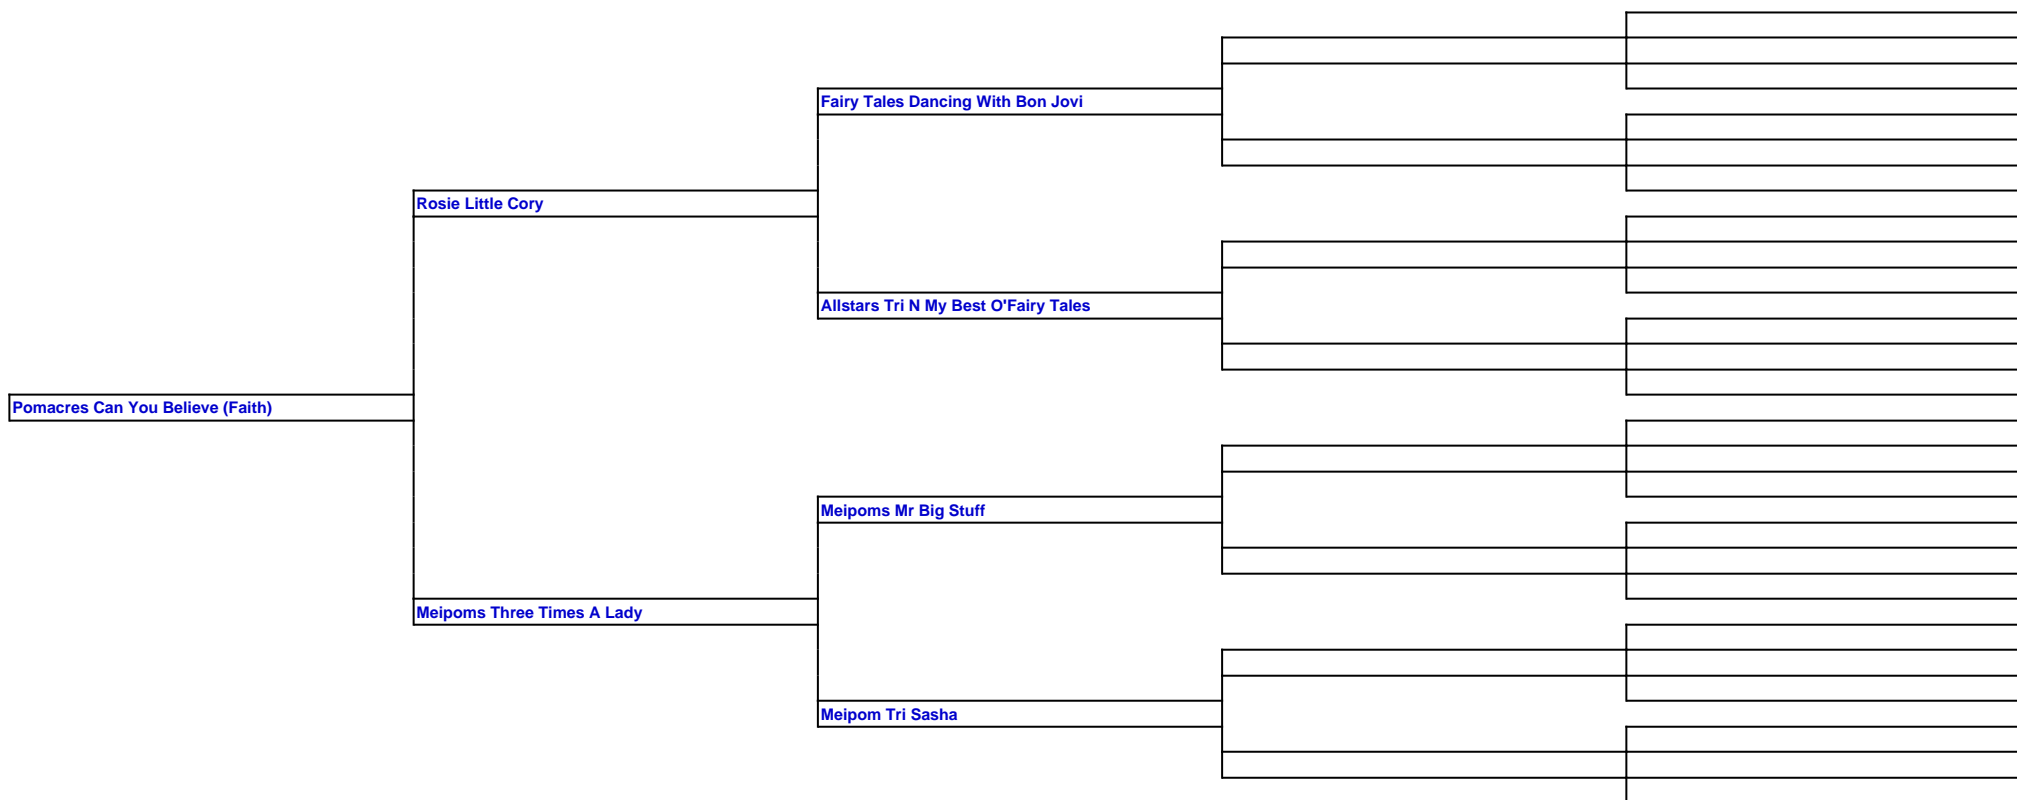 Fairy Tales Dancing With Bon Jovi
Rosie Little Cory
Allstars Tri N My Best O'Fairy Tales
Pomacres Can You Believe (Faith)
Meipoms Mr Big Stuff
Meipoms Three Times A Lady
Meipom Tri Sasha